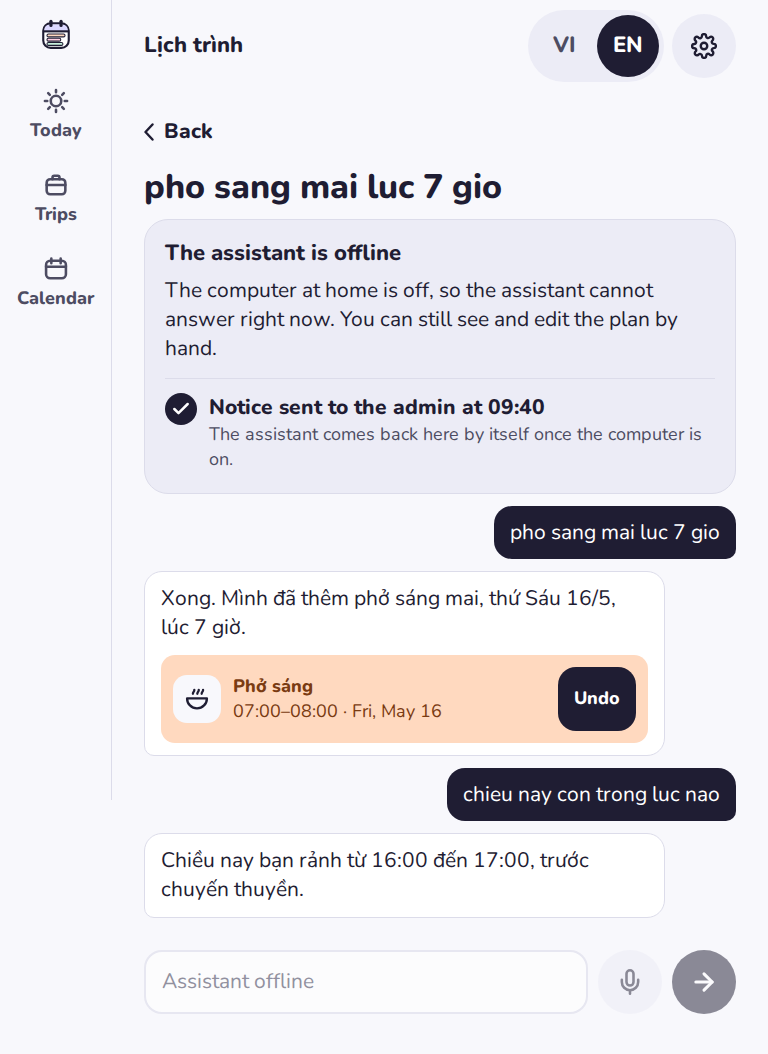 Lịch trình
VI
EN
Today
Trips
Calendar
Back
pho sang mai luc 7 gio
The assistant is offline
The computer at home is off, so the assistant cannot
answer right now. You can still see and edit the plan by
hand.
Notice sent to the admin at 09:40
The assistant comes back here by itself once the computer is
on.
pho sang mai luc 7 gio
Xong. Mình đã thêm phở sáng mai, thứ Sáu 16/5,
lúc 7 giờ.
Phở sáng
07:00–08:00 · Fri, May 16
Undo
chieu nay con trong luc nao
Chiều nay bạn rảnh từ 16:00 đến 17:00, trước
chuyến thuyền.
Assistant offline